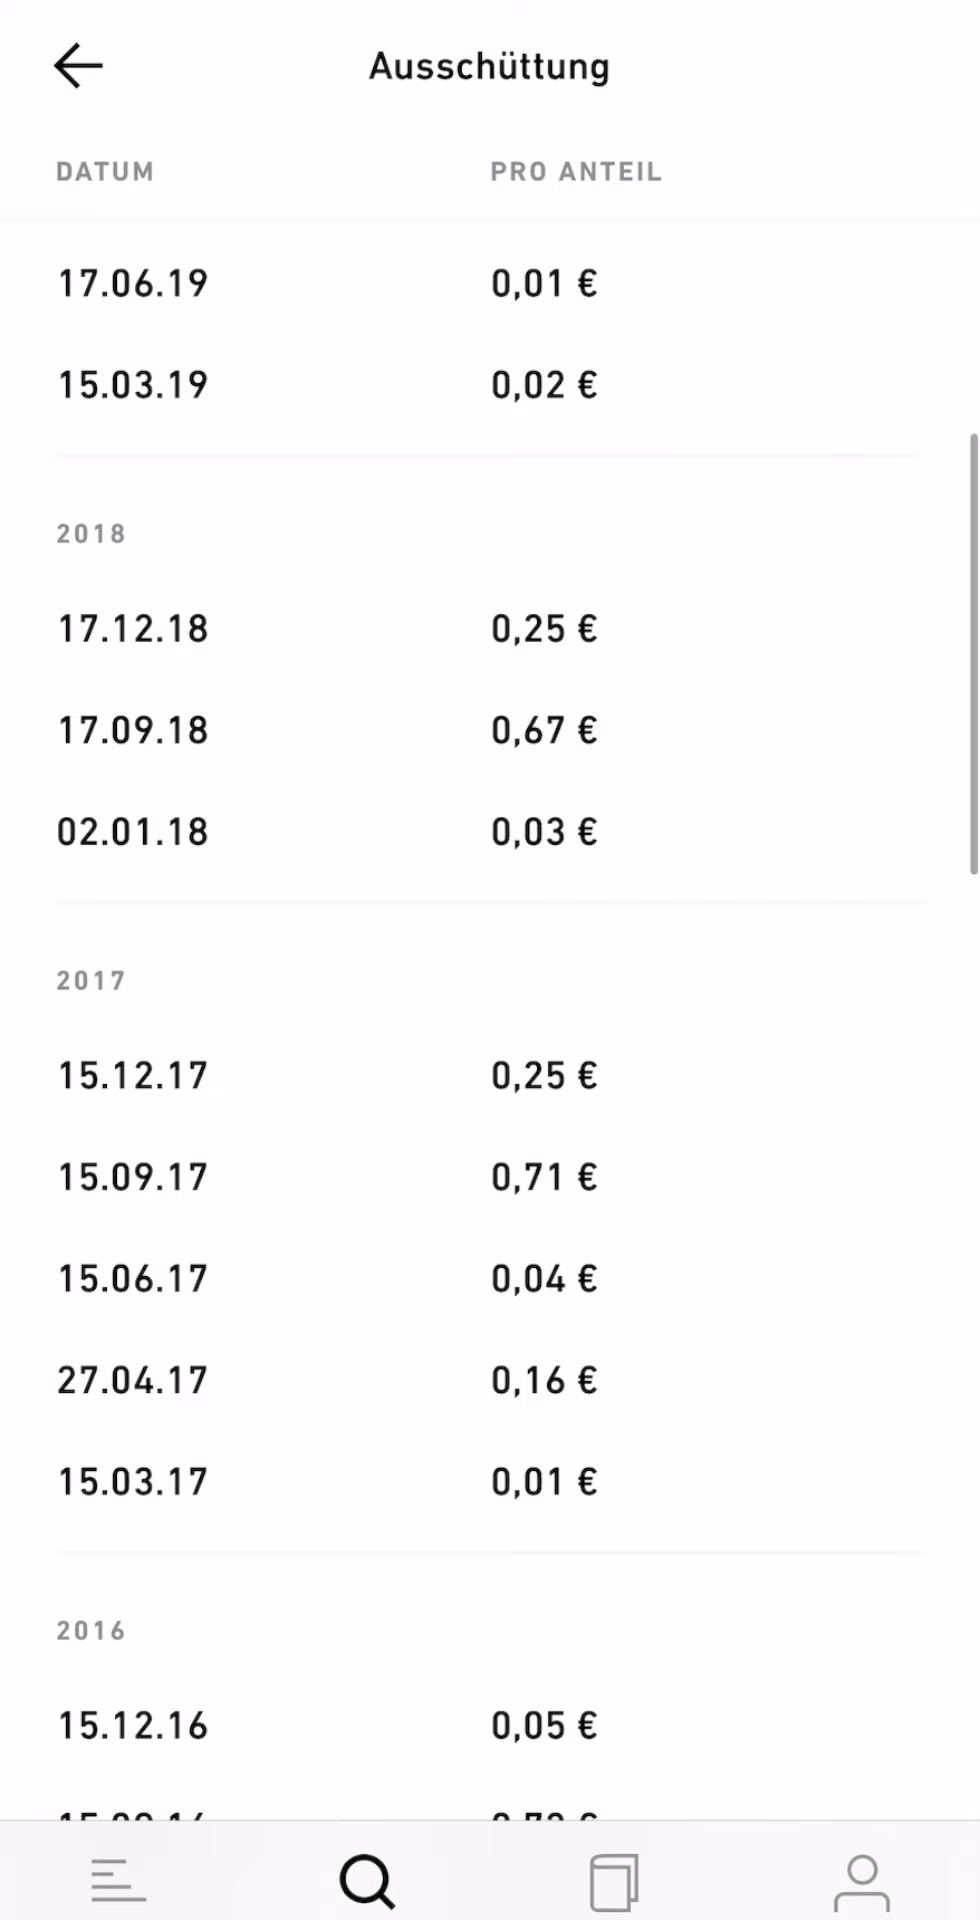 Ausschüttung
DATUM PRO ANTEIL
17.06.19 0,01 €
15.03.19 0,02 €
2018
17.12.18 0,25 €
17.09.18 0,67 €
02.01.18 0,03 €
2017
15.12.17 0,25 €
15.09.17 0,71 €
15.06.17 0,04 €
27.04.17 0,16 €
15.03.17 0,01 €
2016
15.12.16 0,05 €